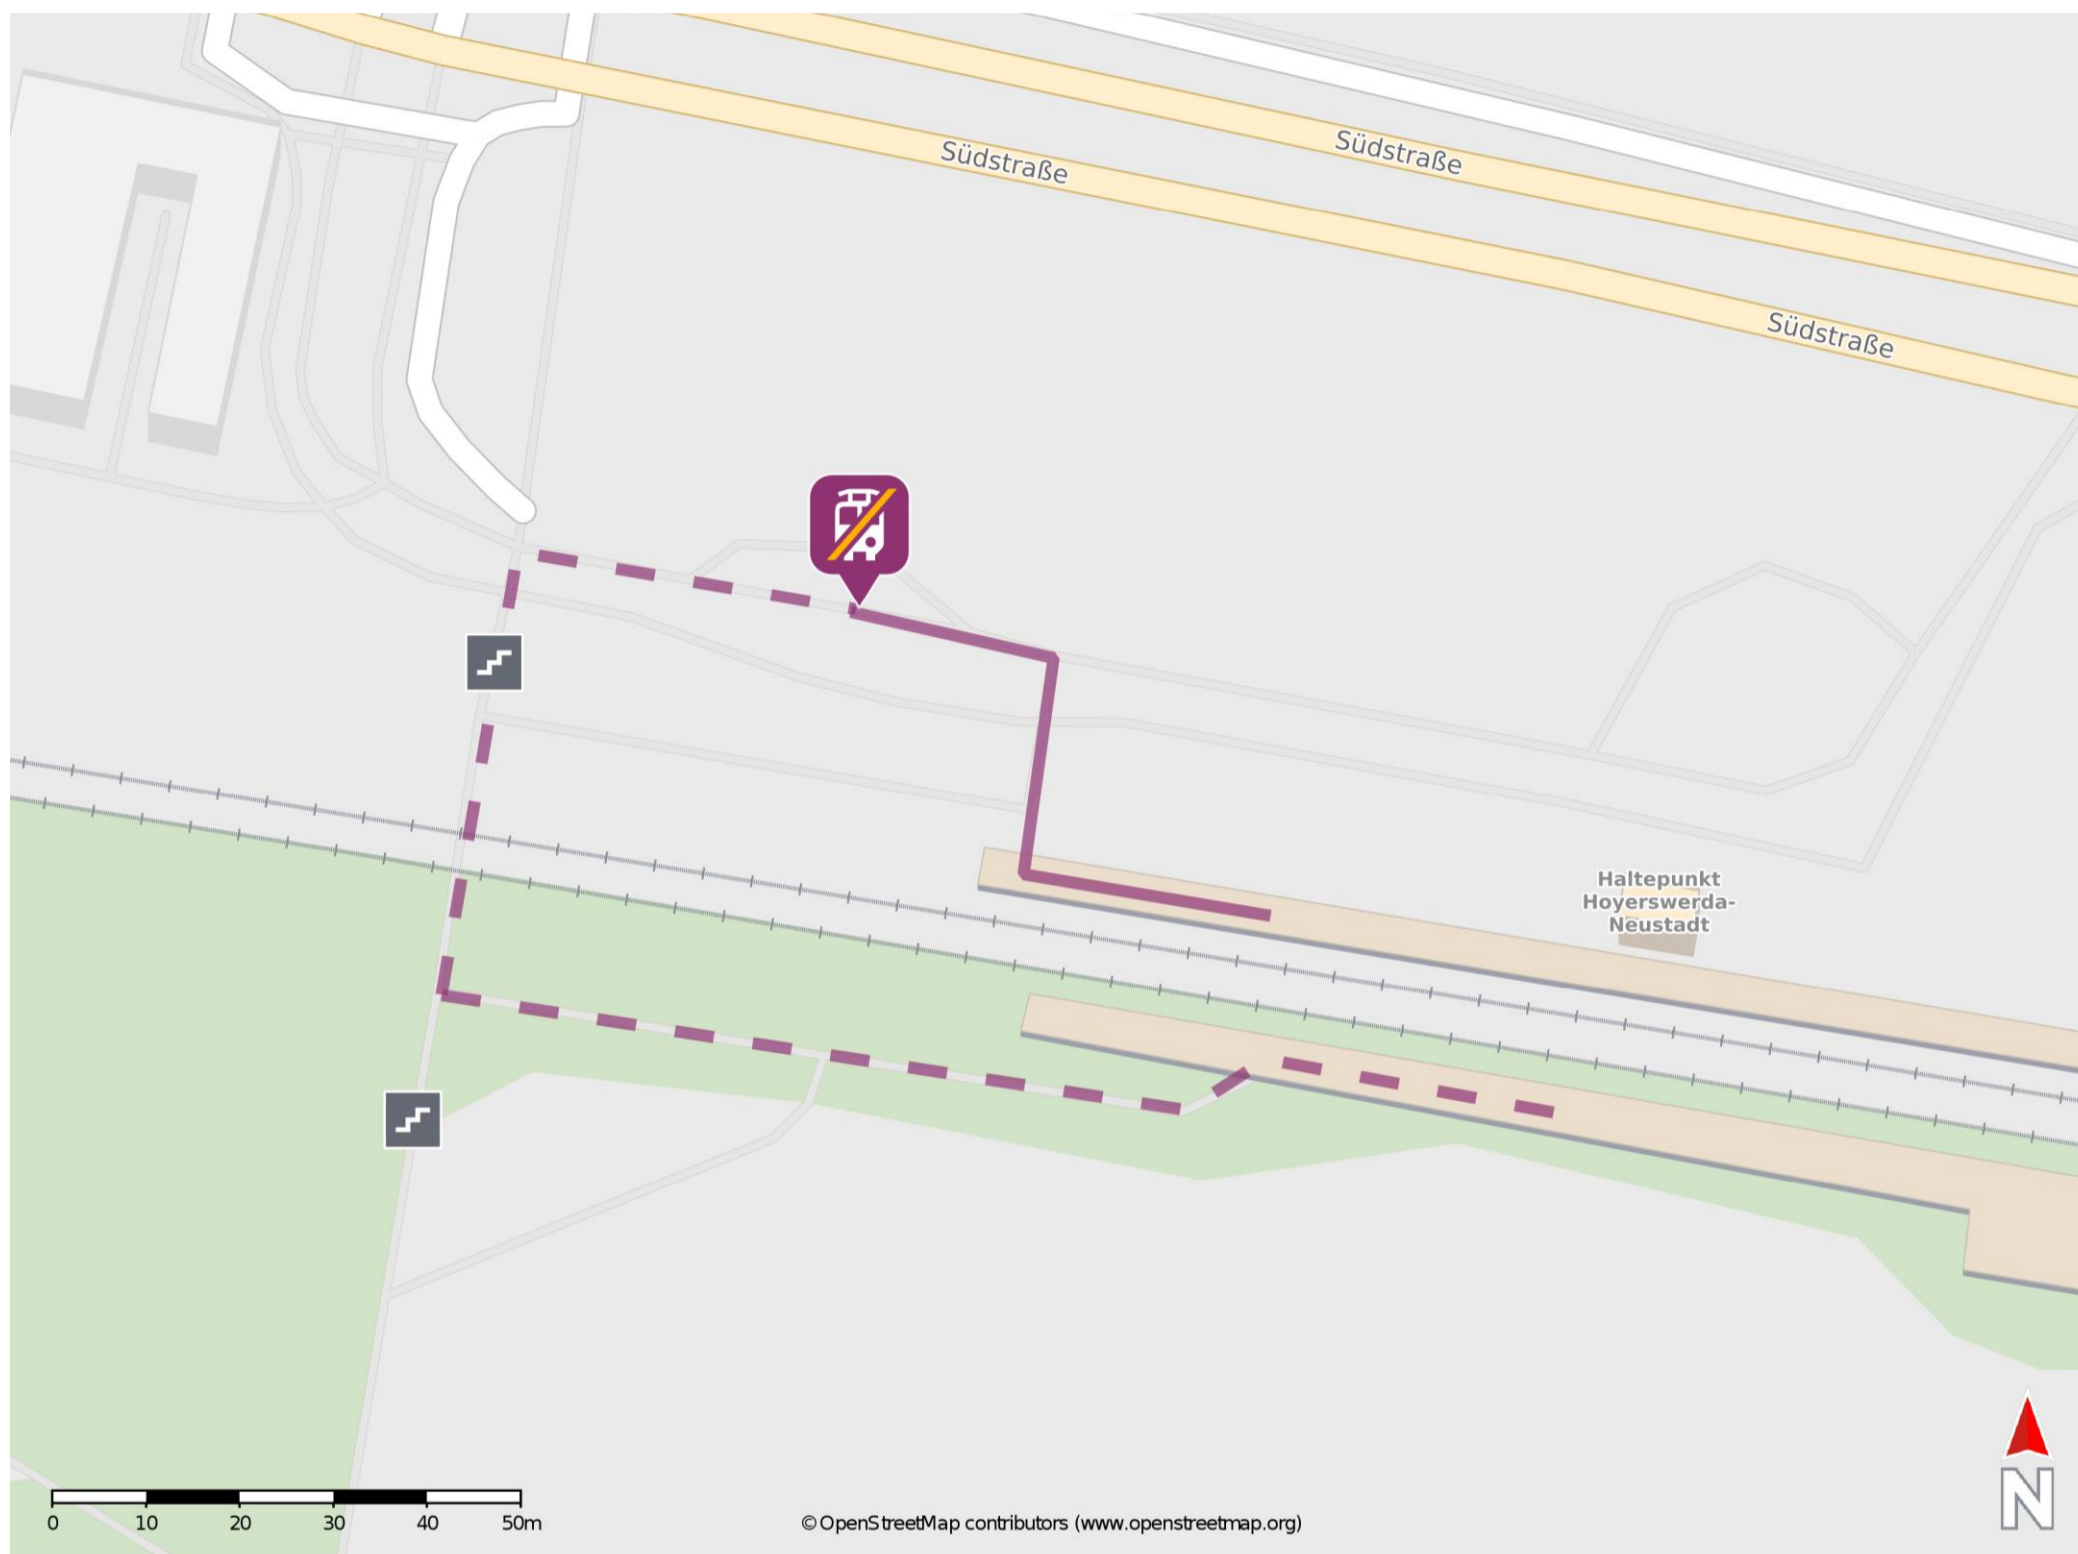 Südstraße
Südstraße
Südstraße
Haltepunkt
Hoyerswerda-
Neustadt
N
0 10 20 30 40 50m
©OpenStreetMap contributors (www.openstreetmap.org)